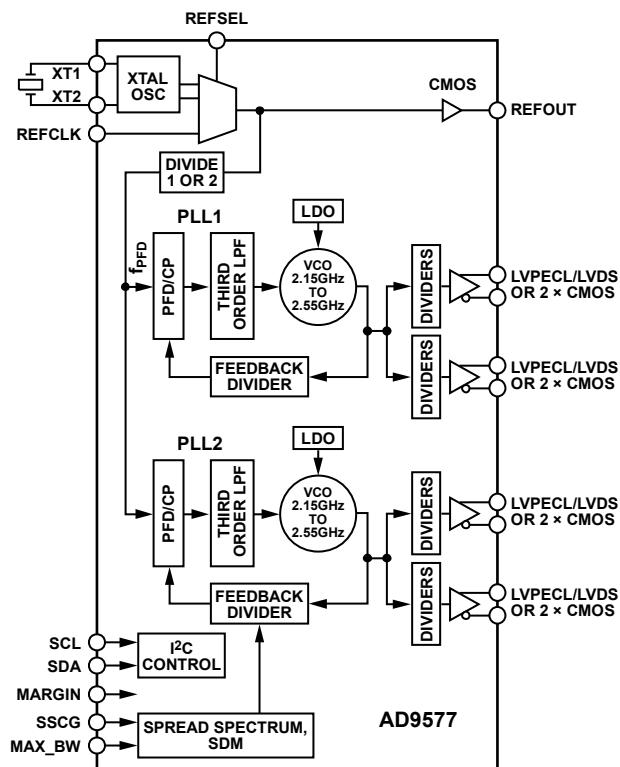 REFSEL
XT1
XT2
XTAL
OSC
REFCLK
CMOS
REFOUT
DIVIDE
1 OR 2
PLL1
LDO
fPFD
PFD/CP
THIRD
ORDER LPF
VCO
2.15GHz
TO
2.55GHz
DIVIDERS
LVPECL/LVDS
OR 2 × CMOS
FEEDBACK
DIVIDER
DIVIDERS
LVPECL/LVDS
OR 2 × CMOS
PLL2
LDO
PFD/CP
THIRD
ORDER LPF
VCO
2.15GHz
TO
2.55GHz
DIVIDERS
LVPECL/LVDS
OR 2 × CMOS
FEEDBACK
DIVIDER
DIVIDERS
LVPECL/LVDS
OR 2 × CMOS
SCL
SDA
I2C
CONTROL
MARGIN
SSCG
MAX_BW
SPREAD SPECTRUM,
SDM
AD9577